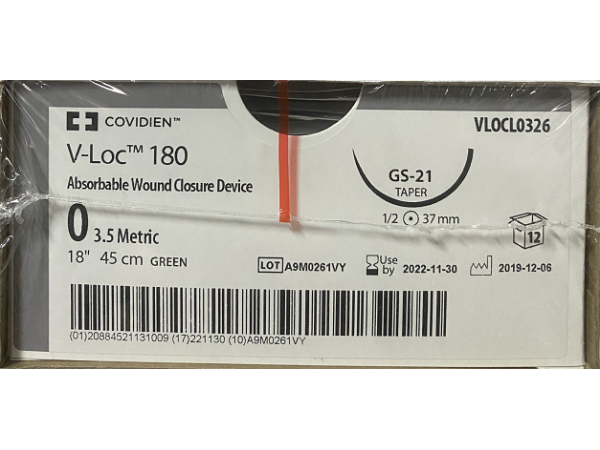 COVIDIEN™
VLOCL0326
V-Loc™ 180
Absorbable Wound Closure Device
GS-21
TAPER
0 3.5 Metric
1/2 37 mm
12
18" 45 cm GREEN
LOT A9M0261VY
Use by 2022-11-30
2019-12-06
(01)20884521131009 (17)221130 (10)A9M0261VY